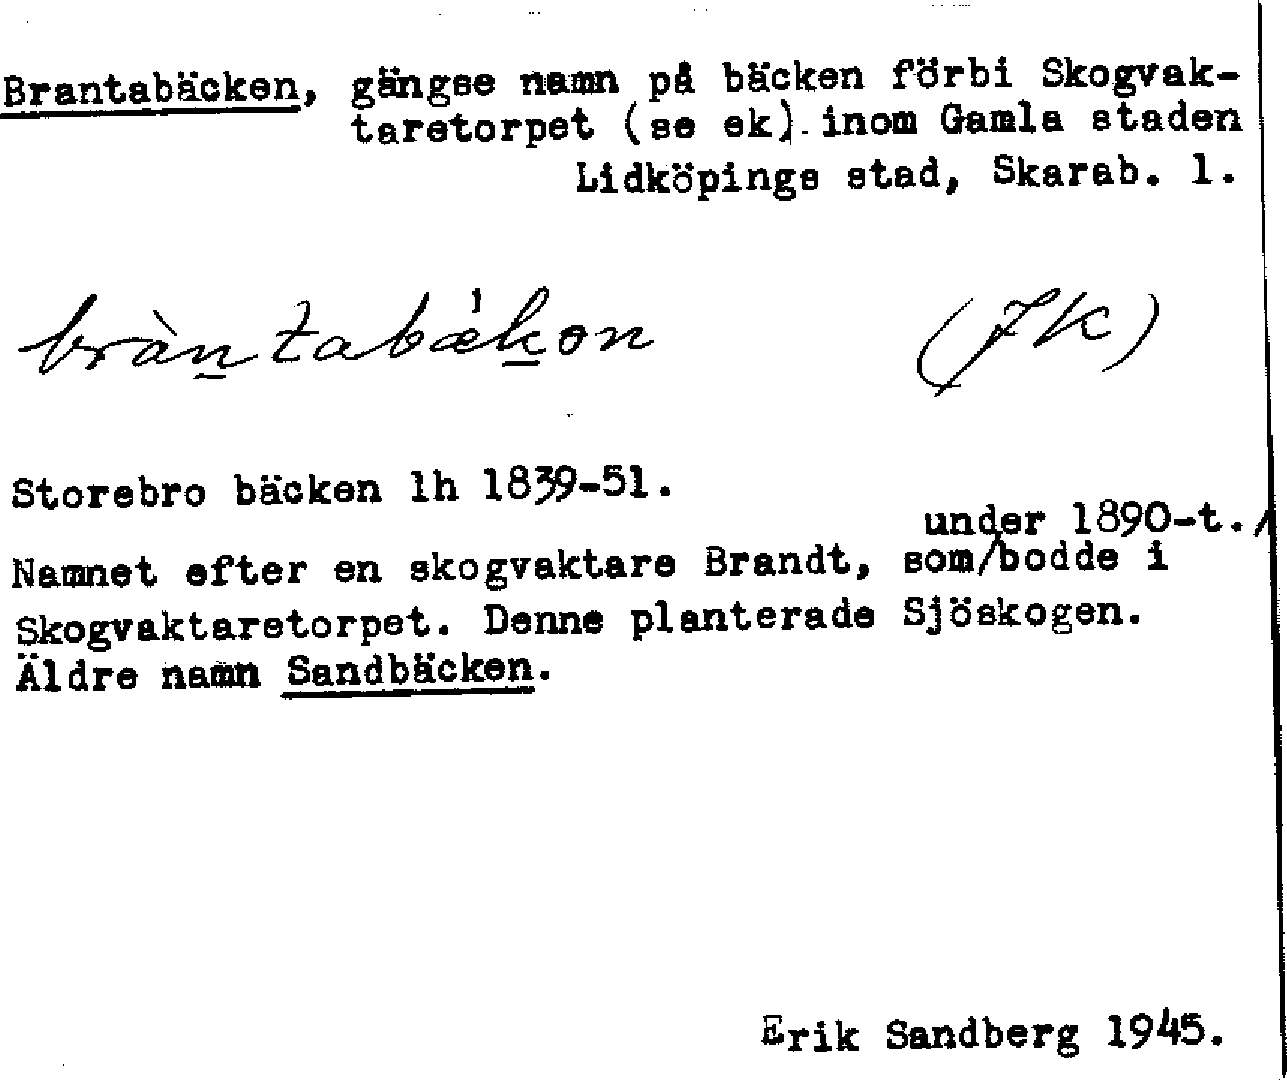 Brantabäcken, gängse namn på bäcken förbi Skogvak-
taretorpet (se ek). inom Gamla staden
Lidköpings stad, Skarab. l.
bràn̲tabák̲ən (JK)
Storebro bäcken lh 1839-51.
under 1890-t./
Namnet efter en skogvaktare Brandt, som/bodde i
Skogvaktaretorpet. Denne planterade Sjöskogen.
Äldre namn Sandbäcken.
Erik Sandberg 1945.